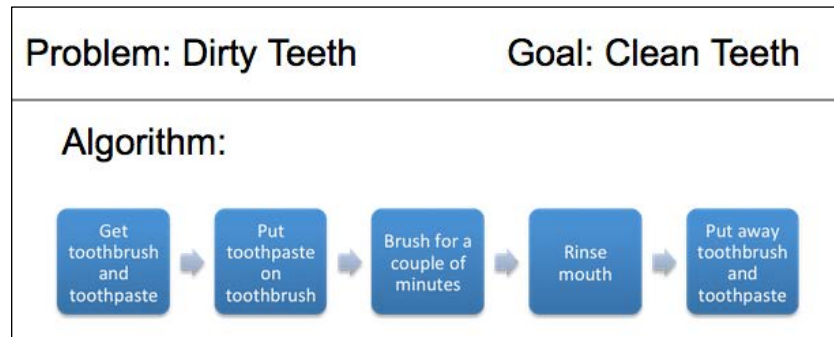 Problem: Dirty Teeth
Goal: Clean Teeth
Algorithm:
Get
toothbrush
and
toothpaste
Put
toothpaste
on
toothbrush
Brush for a
couple of
minutes
Rinse
mouth
Put away
toothbrush
and
toothpaste